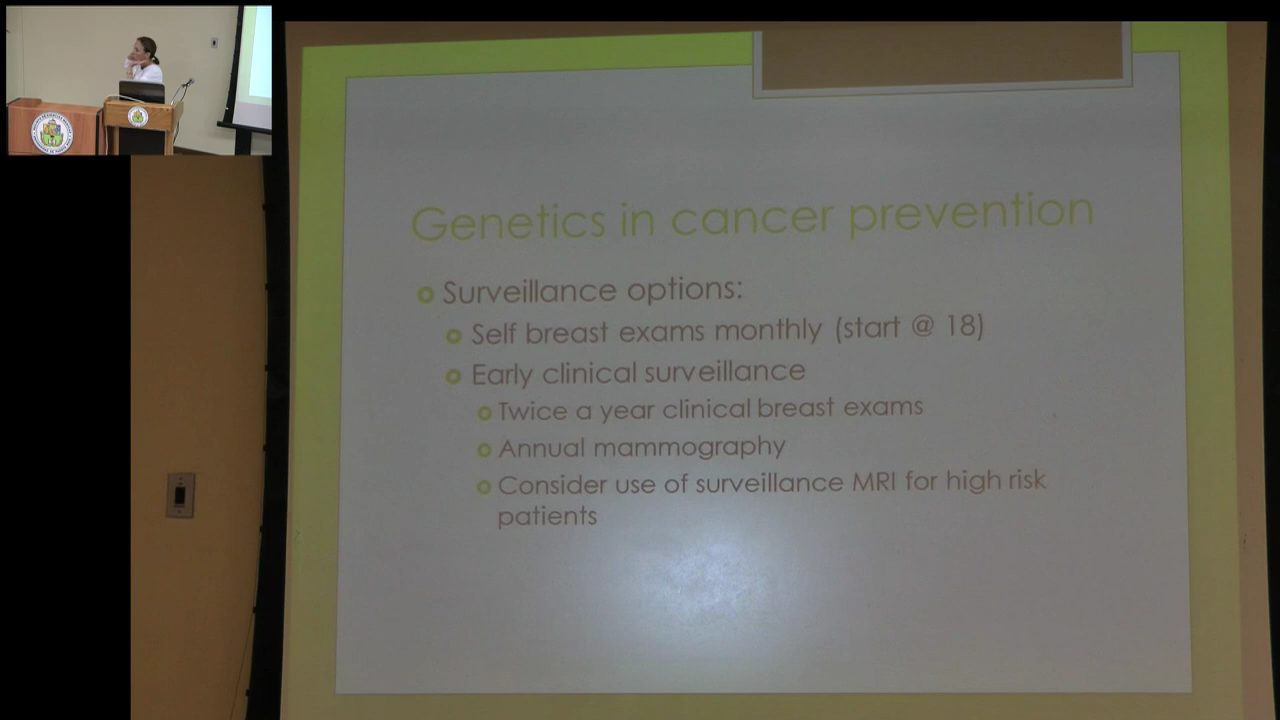 Genetics in cancer prevention
Surveillance options:
Self breast exams monthly (start @ 18)
Early clinical surveillance
Twice a year clinical breast exams
Annual mammography
Consider use of surveillance MRI for high risk
patients